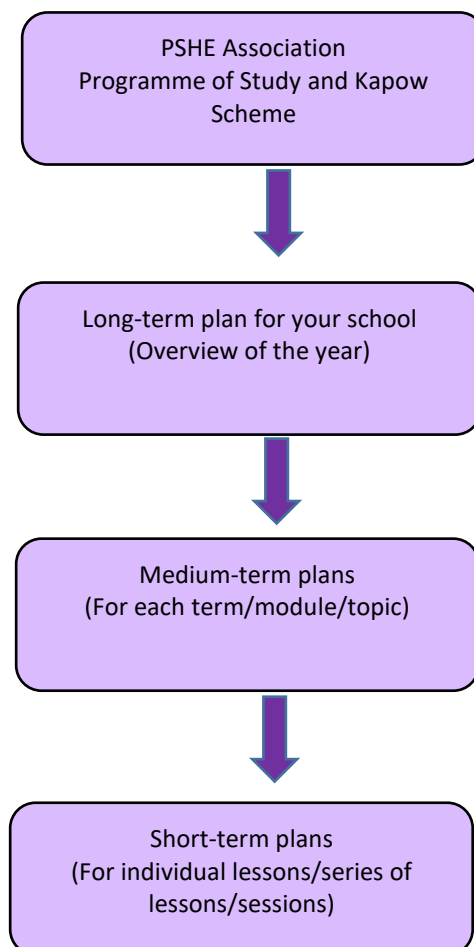 PSHE Association
Programme of Study and Kapow
Scheme
Long-term plan for your school
(Overview of the year)
Medium-term plans
(For each term/module/topic)
Short-term plans
(For individual lessons/series of
lessons/sessions)